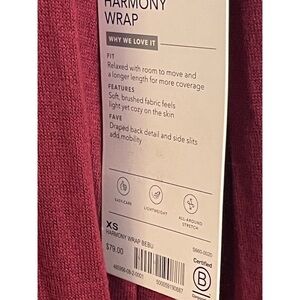 HARMONY
WRAP
WHY WE LOVE IT
FIT
Relaxed with room to move and
a longer length for more coverage
FEATURES
Soft, brushed fabric feels
light yet cozy on the skin
FAVE
Draped back detail and side slits
add mobility
EASY-CARE
LIGHTWEIGHT
ALL-AROUND
STRETCH
XS
HARMONY WRAP BEBU
$79.00
Certified
B